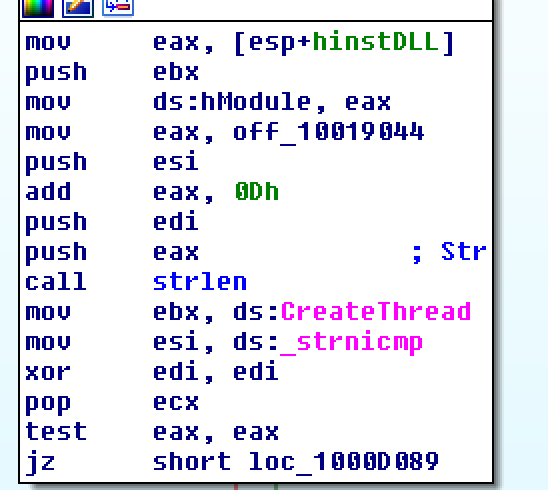 mov eax, [esp+hinstDLL]
push ebx
mov ds:hModule, eax
mov eax, off_10019044
push esi
add eax, 0Dh
push edi
push eax ; Str
call strlen
mov ebx, ds:CreateThread
mov esi, ds:_strnicmp
xor edi, edi
pop ecx
test eax, eax
jz short loc_1000D089